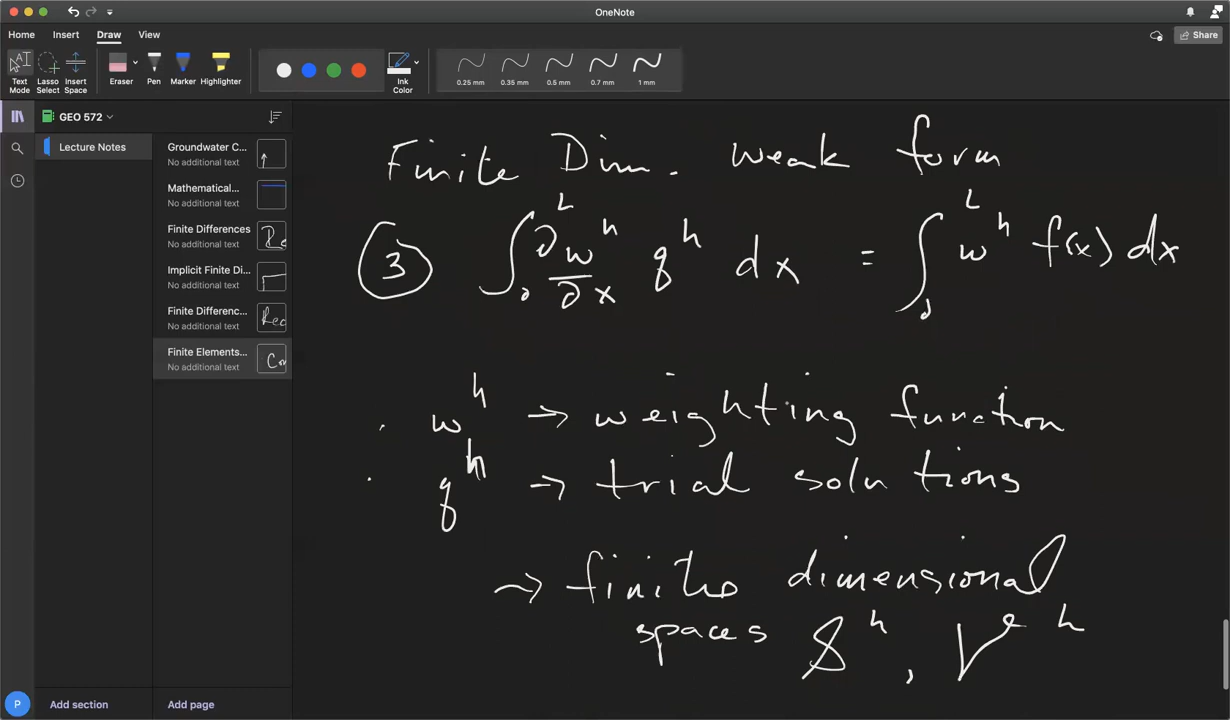 OneNote
Home Insert Draw View
Share
Text Mode
Lasso Select
Insert Space
Eraser
Pen
Marker
Highlighter
Ink Color
0.25 mm 0.35 mm 0.5 mm 0.7 mm 1 mm
GEO 572
Lecture Notes
Groundwater C...
No additional text
Mathematical...
No additional text
Finite Differences
No additional text
Implicit Finite Di...
No additional text
Finite Differenc...
No additional text
Finite Elements...
No additional text
P
Add section
Add page
Finite Dim. weak form
③ ∫₀ᴸ ∂wʰ/∂x qʰ dx = ∫₀ᴸ wʰ f(x) dx
· wʰ → weighting function
· qʰ → trial solutions
→ finite dimensional
spaces Sʰ, Vʰ